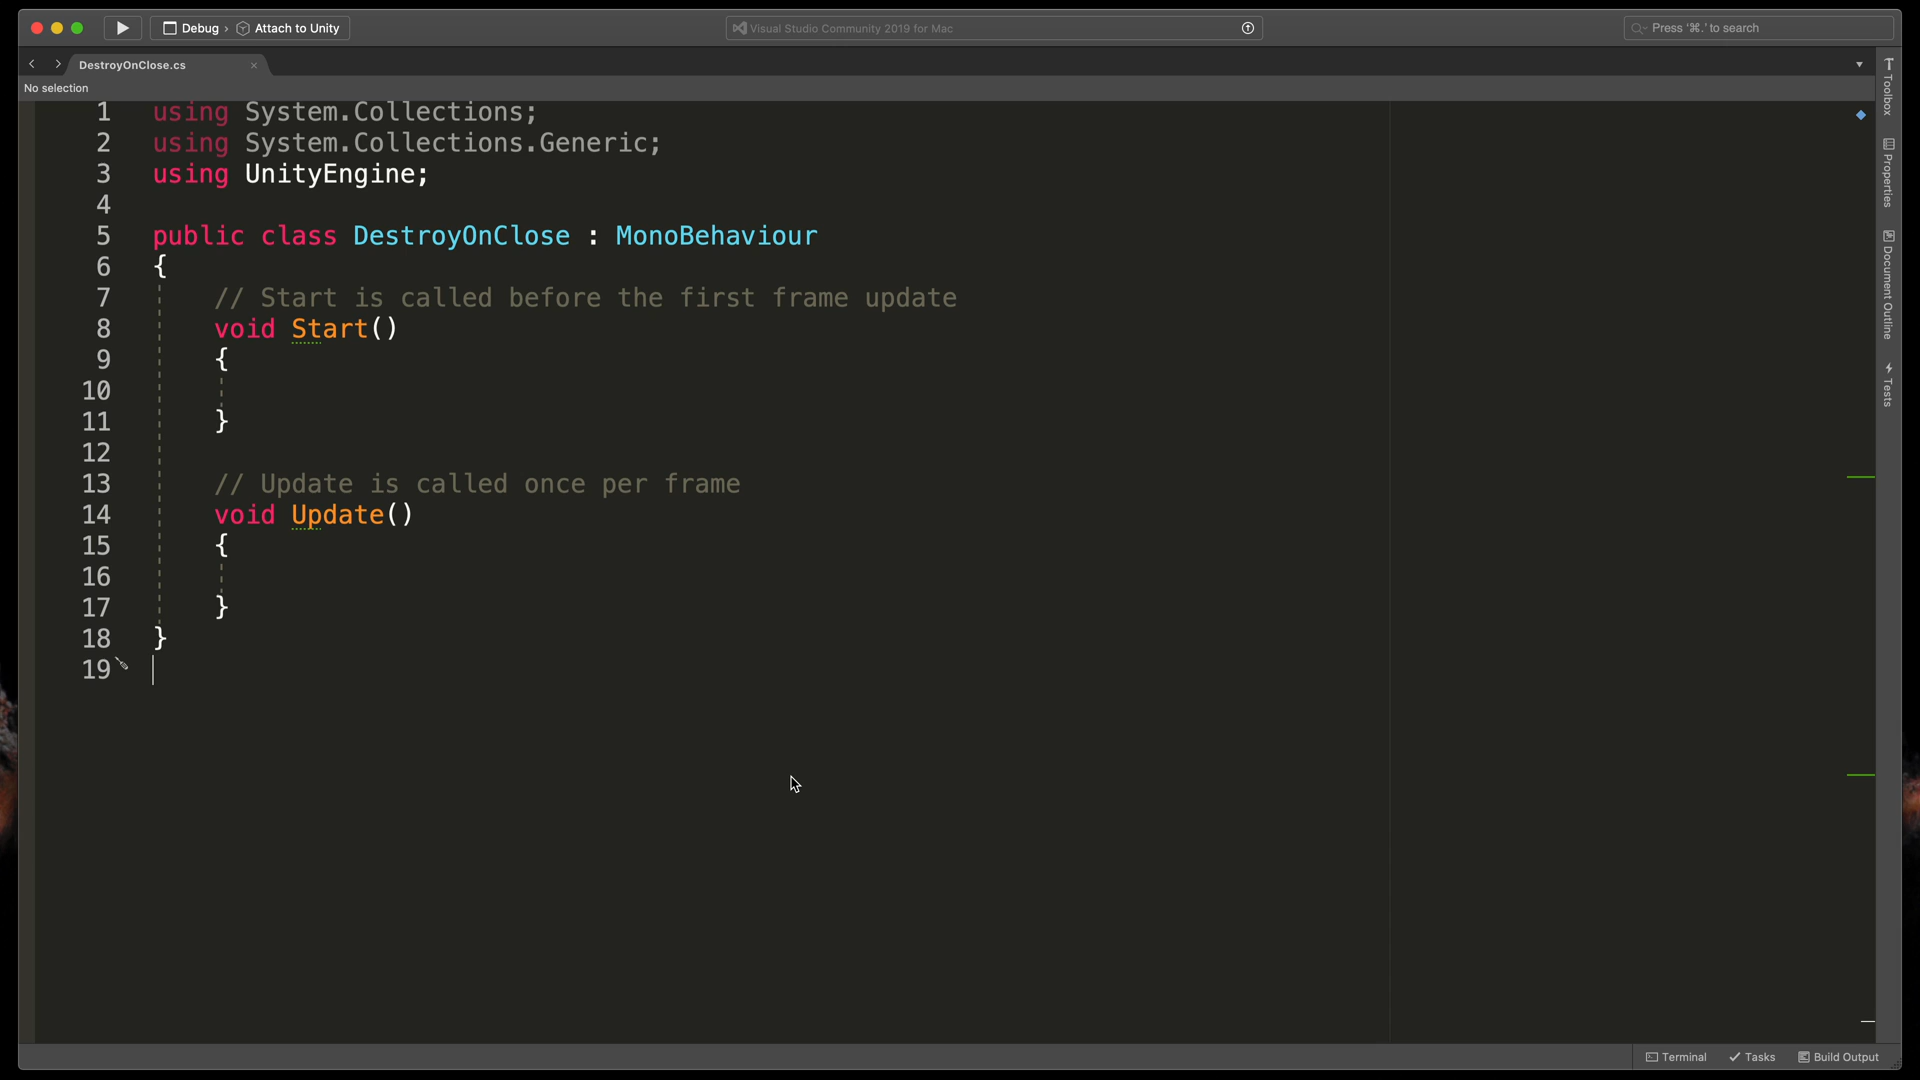 Debug › Attach to Unity
Visual Studio Community 2019 for Mac
Press '⌘.' to search
DestroyOnClose.cs
No selection
1 using System.Collections;
2 using System.Collections.Generic;
3 using UnityEngine;
4
5 public class DestroyOnClose : MonoBehaviour
6 {
7 // Start is called before the first frame update
8 void Start()
9 {
10
11 }
12
13 // Update is called once per frame
14 void Update()
15 {
16
17 }
18 }
19
Toolbox
Properties
Document Outline
Tests
Terminal
Tasks
Build Output